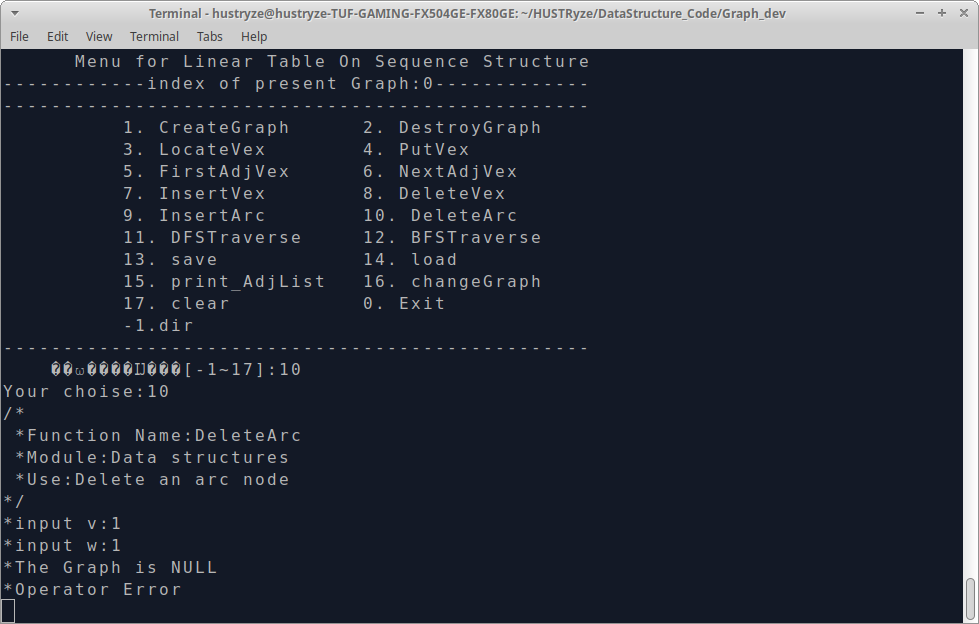 Terminal - hustryze@hustryze-TUF-GAMING-FX504GE-FX80GE: ~/HUSTRyze/DataStructure_Code/Graph_dev
File Edit View Terminal Tabs Help
Menu for Linear Table On Sequence Structure
------------index of present Graph:0-------------
-------------------------------------------------
1. CreateGraph 2. DestroyGraph
3. LocateVex 4. PutVex
5. FirstAdjVex 6. NextAdjVex
7. InsertVex 8. DeleteVex
9. InsertArc 10. DeleteArc
11. DFSTraverse 12. BFSTraverse
13. save 14. load
15. print_AdjList 16. changeGraph
17. clear 0. Exit
-1.dir
-------------------------------------------------
[-1~17]:10
Your choise:10
/*
*Function Name:DeleteArc
*Module:Data structures
*Use:Delete an arc node
*/
*input v:1
*input w:1
*The Graph is NULL
*Operator Error